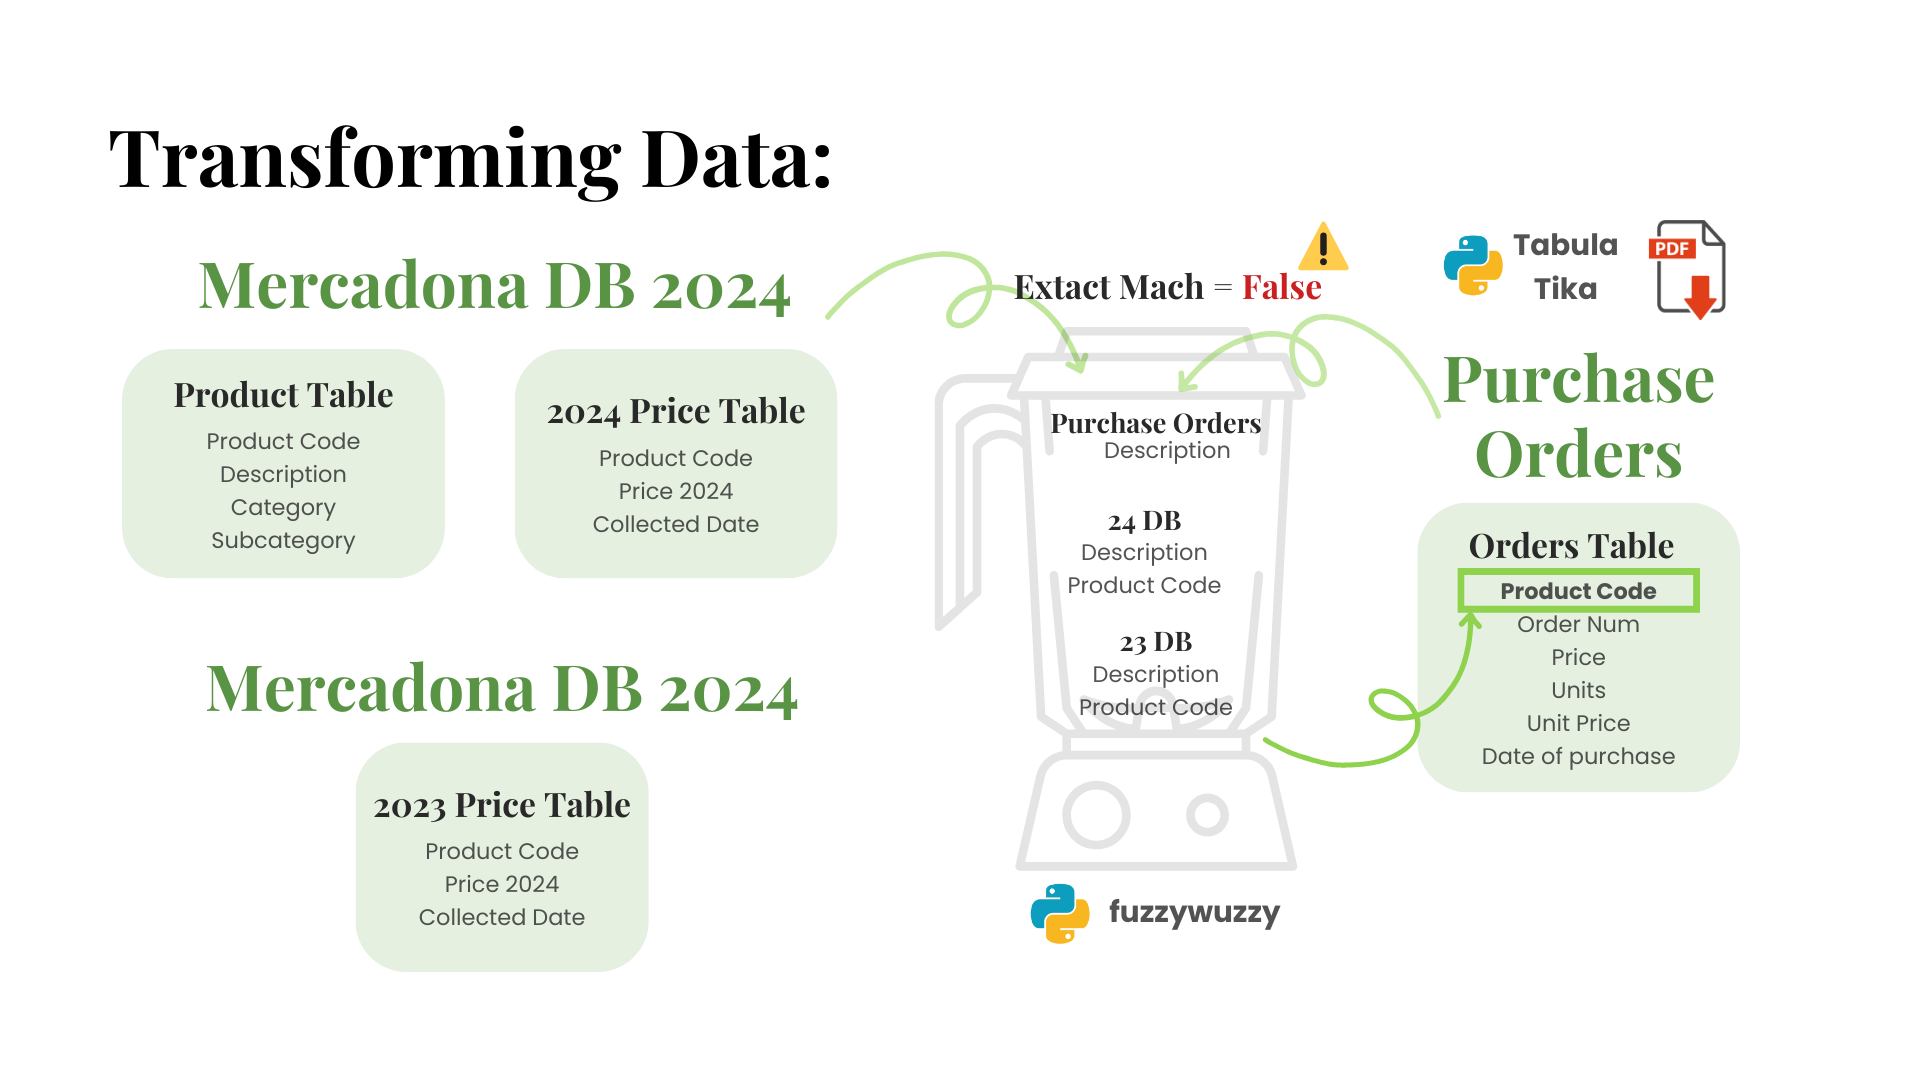 Transforming Data:
Mercadona DB 2024
Product Table
Product Code
Description
Category
Subcategory
2024 Price Table
Product Code
Price 2024
Collected Date
Mercadona DB 2024
2023 Price Table
Product Code
Price 2024
Collected Date
Extact Mach = False
Purchase Orders
Description
24 DB
Description
Product Code
23 DB
Description
Product Code
fuzzywuzzy
Tabula
Tika
PDF
Purchase
Orders
Orders Table
Product Code
Order Num
Price
Units
Unit Price
Date of purchase